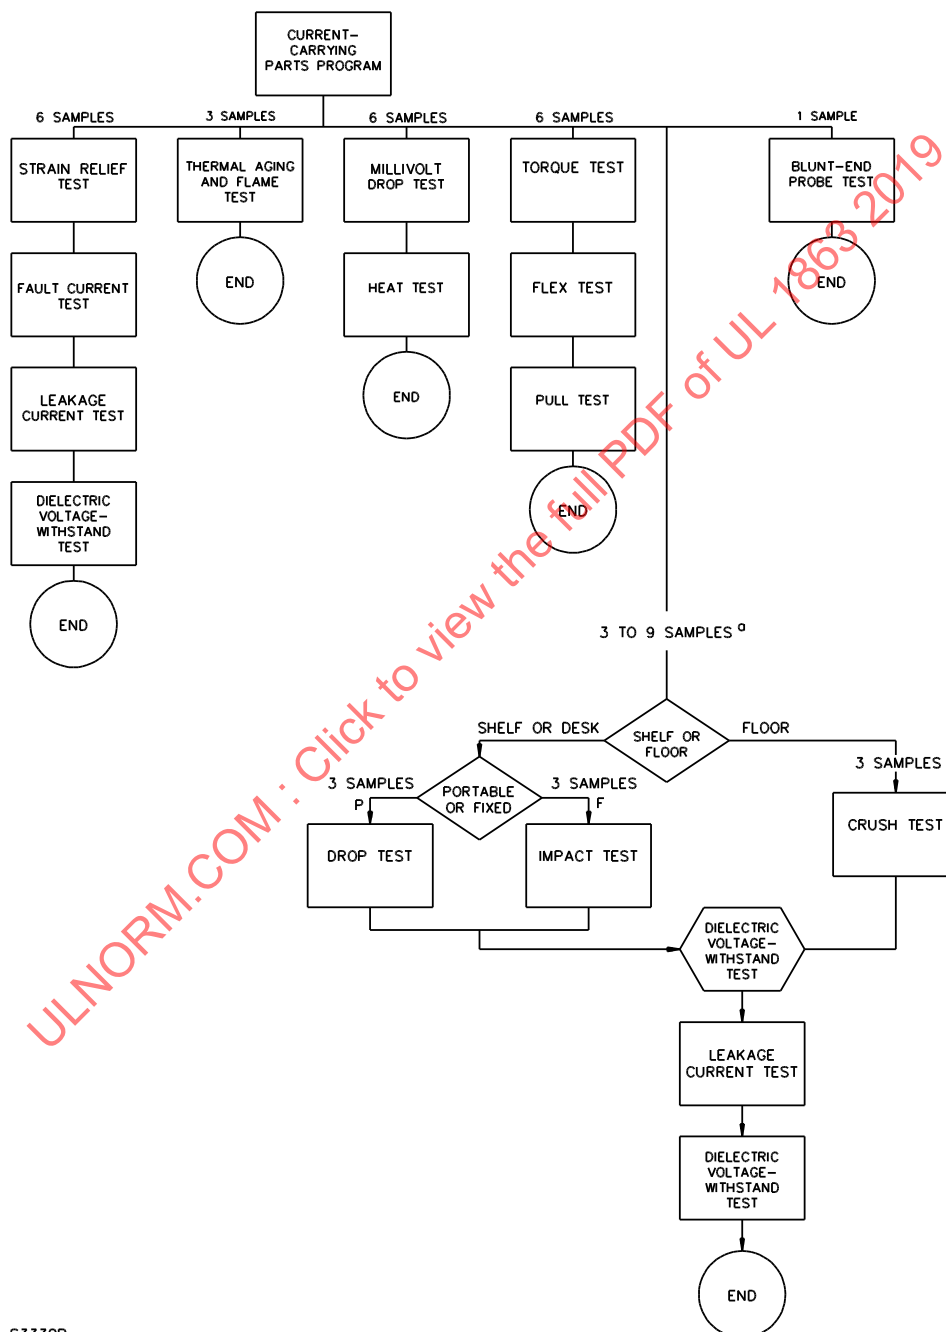 CURRENT-
CARRYING
PARTS PROGRAM
6 SAMPLES
3 SAMPLES
6 SAMPLES
6 SAMPLES
1 SAMPLE
STRAIN RELIEF
TEST
THERMAL AGING
AND FLAME
TEST
MILLIVOLT
DROP TEST
TORQUE TEST
BLUNT-END
PROBE TEST
FAULT CURRENT
TEST
END
HEAT TEST
FLEX TEST
END
LEAKAGE
CURRENT TEST
END
PULL TEST
DIELECTRIC
VOLTAGE-
WITHSTAND
TEST
END
END
3 TO 9 SAMPLES a
SHELF OR DESK
SHELF OR
FLOOR
FLOOR
3 SAMPLES
P
PORTABLE
OR FIXED
3 SAMPLES
F
3 SAMPLES
DROP TEST
IMPACT TEST
CRUSH TEST
DIELECTRIC
VOLTAGE-
WITHSTAND
TEST
LEAKAGE
CURRENT TEST
DIELECTRIC
VOLTAGE-
WITHSTAND
TEST
END
ULNORM.COM : Click to view the full PDF of UL 1863 2019